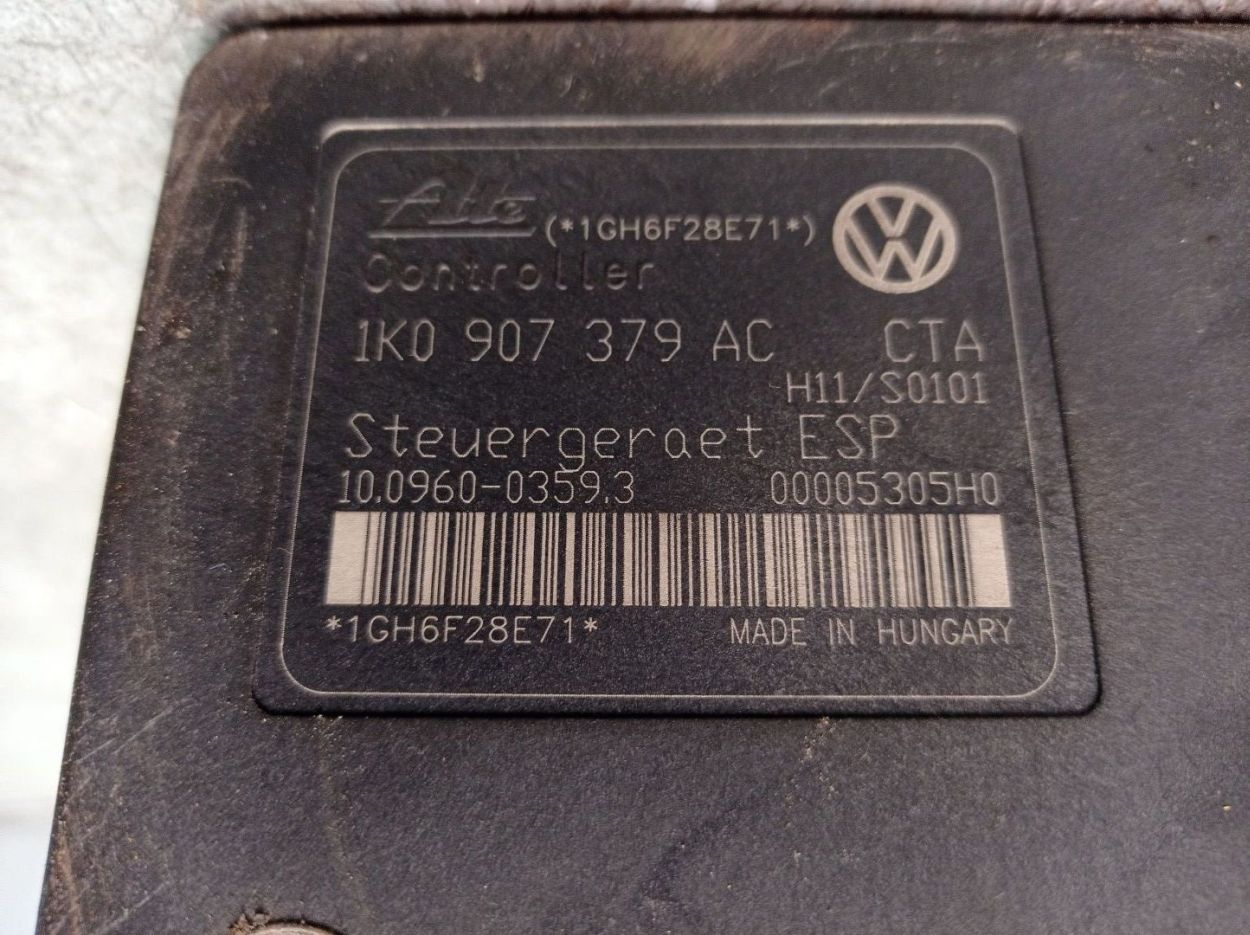 Ate (*1GH6F28E71*)
Controller
1K0 907 379 AC CTA
H11/S0101
Steuergeraet ESP
10.0960-0359.3 00005305H0
*1GH6F28E71* MADE IN HUNGARY